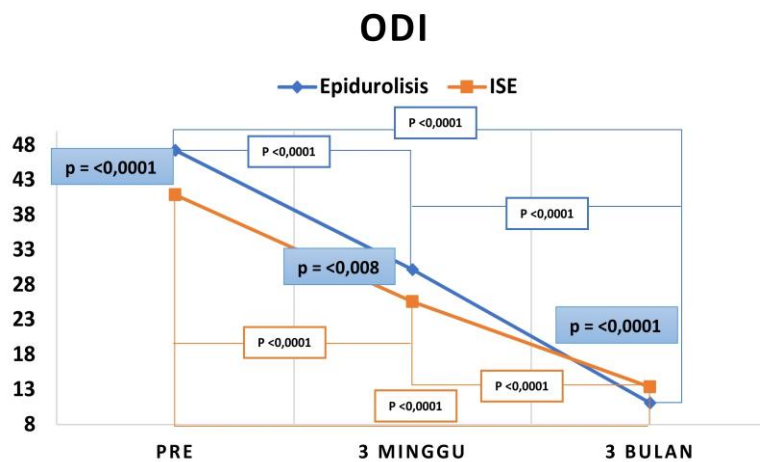 ODI
Epidurolisis ISE
P <0,0001
P <0,0001
p = <0,0001
P <0,0001
p = <0,008
p = <0,0001
P <0,0001
P <0,0001
P <0,0001
48
43
38
33
28
23
18
13
8
PRE 3 MINGGU 3 BULAN